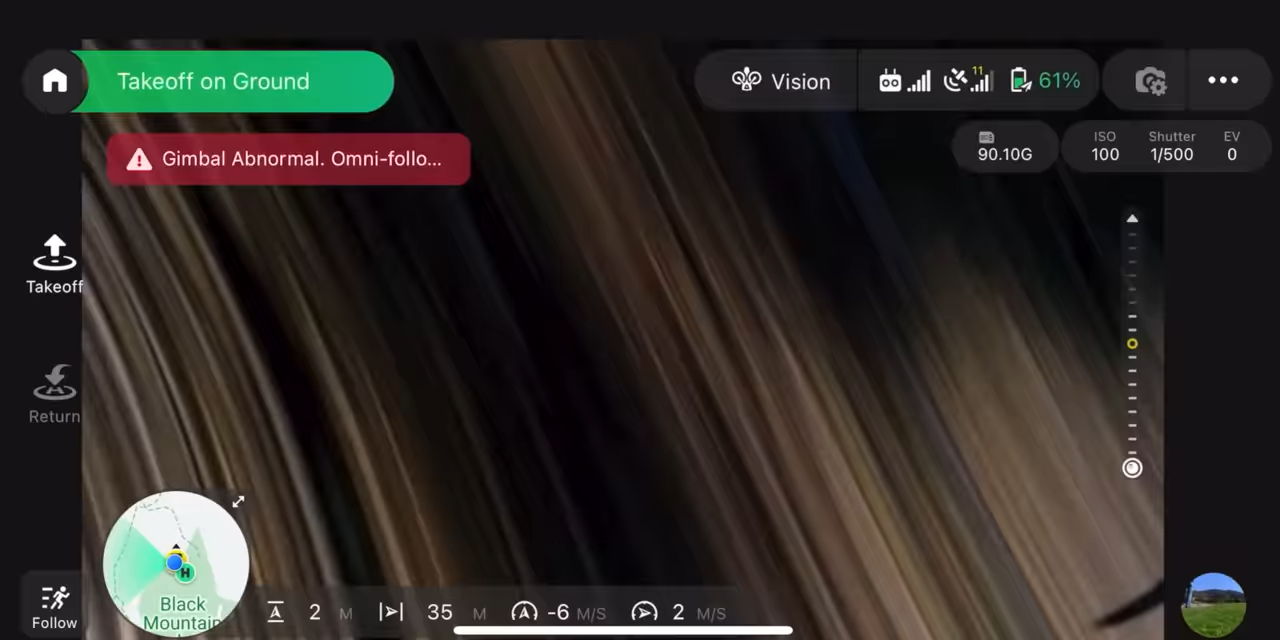 Takeoff on Ground
Vision
11
61%
Gimbal Abnormal. Omni-follo...
90.10G
ISO
100
Shutter
1/500
EV
0
Takeoff
Return
Follow
H
Black
Mountain
2 M
35 M
-6 M/S
2 M/S